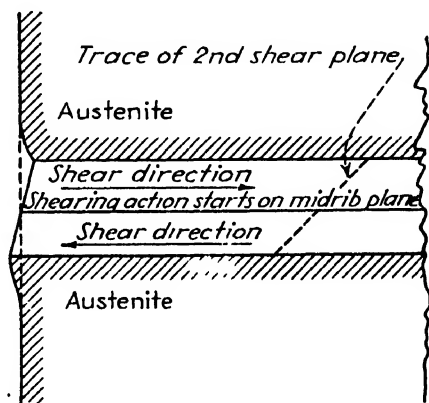 Trace of 2nd shear plane
Austenite
Shear direction
Shearing action starts on midrib plane
Shear direction
Austenite